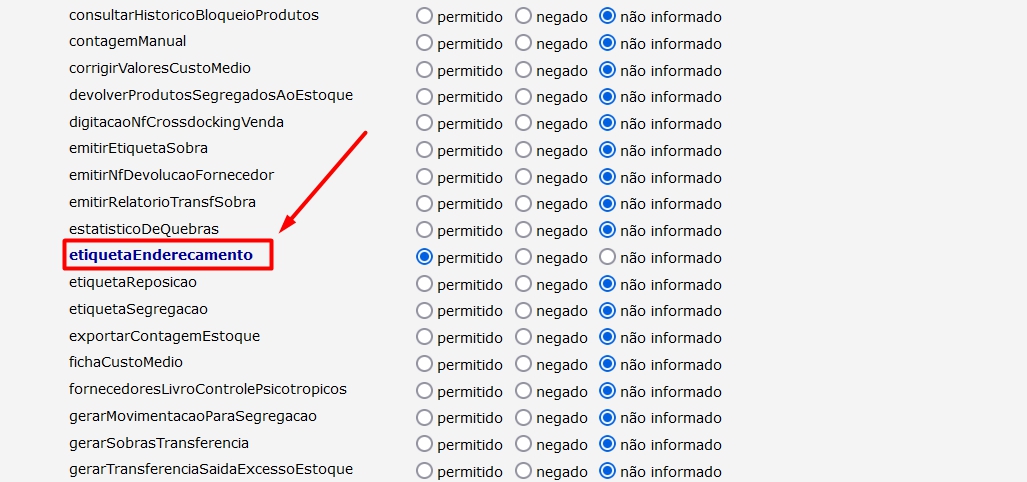 consultarHistoricoBloqueioProdutos permitido negado não informado
contagemManual permitido negado não informado
corrigirValoresCustoMedio permitido negado não informado
devolverProdutosSegregadosAoEstoque permitido negado não informado
digitacaoNfCrossdockingVenda permitido negado não informado
emitirEtiquetaSobra permitido negado não informado
emitirNfDevolucaoFornecedor permitido negado não informado
emitirRelatorioTransfSobra permitido negado não informado
estatisticoDeQuebras permitido negado não informado
etiquetaEnderecamento permitido negado não informado
etiquetaReposicao permitido negado não informado
etiquetaSegregacao permitido negado não informado
exportarContagemEstoque permitido negado não informado
fichaCustoMedio permitido negado não informado
fornecedoresLivroControlePsicotropicos permitido negado não informado
gerarMovimentacaoParaSegregacao permitido negado não informado
gerarSobrasTransferencia permitido negado não informado
gerarTransferenciaSaidaExcessoEstoque permitido negado não informado